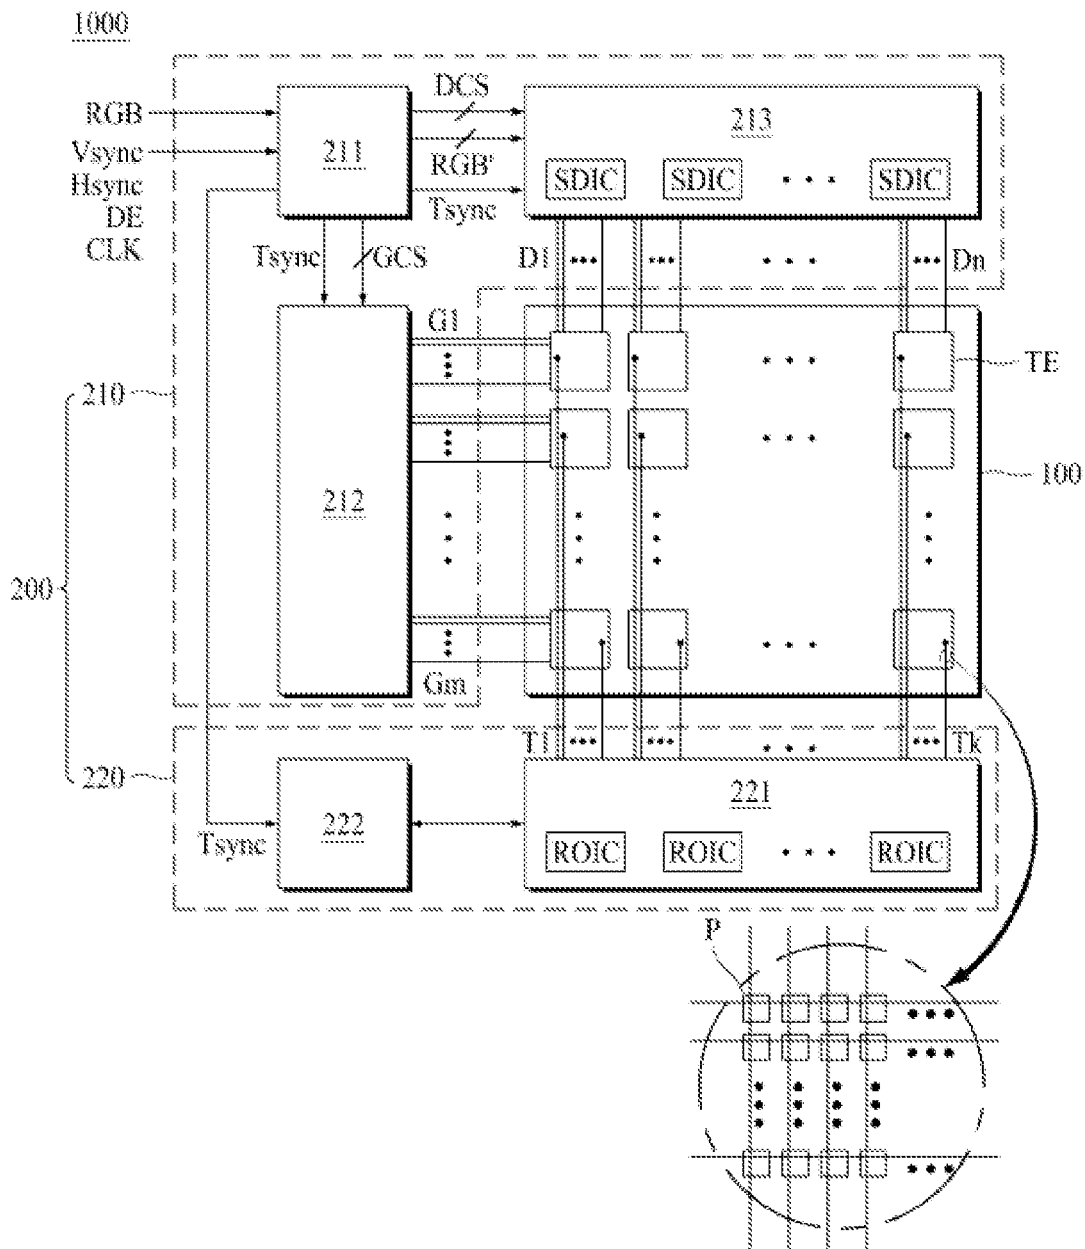 1000
RGB
Vsync
Hsync
DE
CLK
211
DCS
RGB'
Tsync
213
SDIC SDIC SDIC
Tsync GCS
D1 Dn
G1
TE
210
212
100
200
Gm
T1 Tk
220
222
221
Tsync
ROIC ROIC ROIC
P